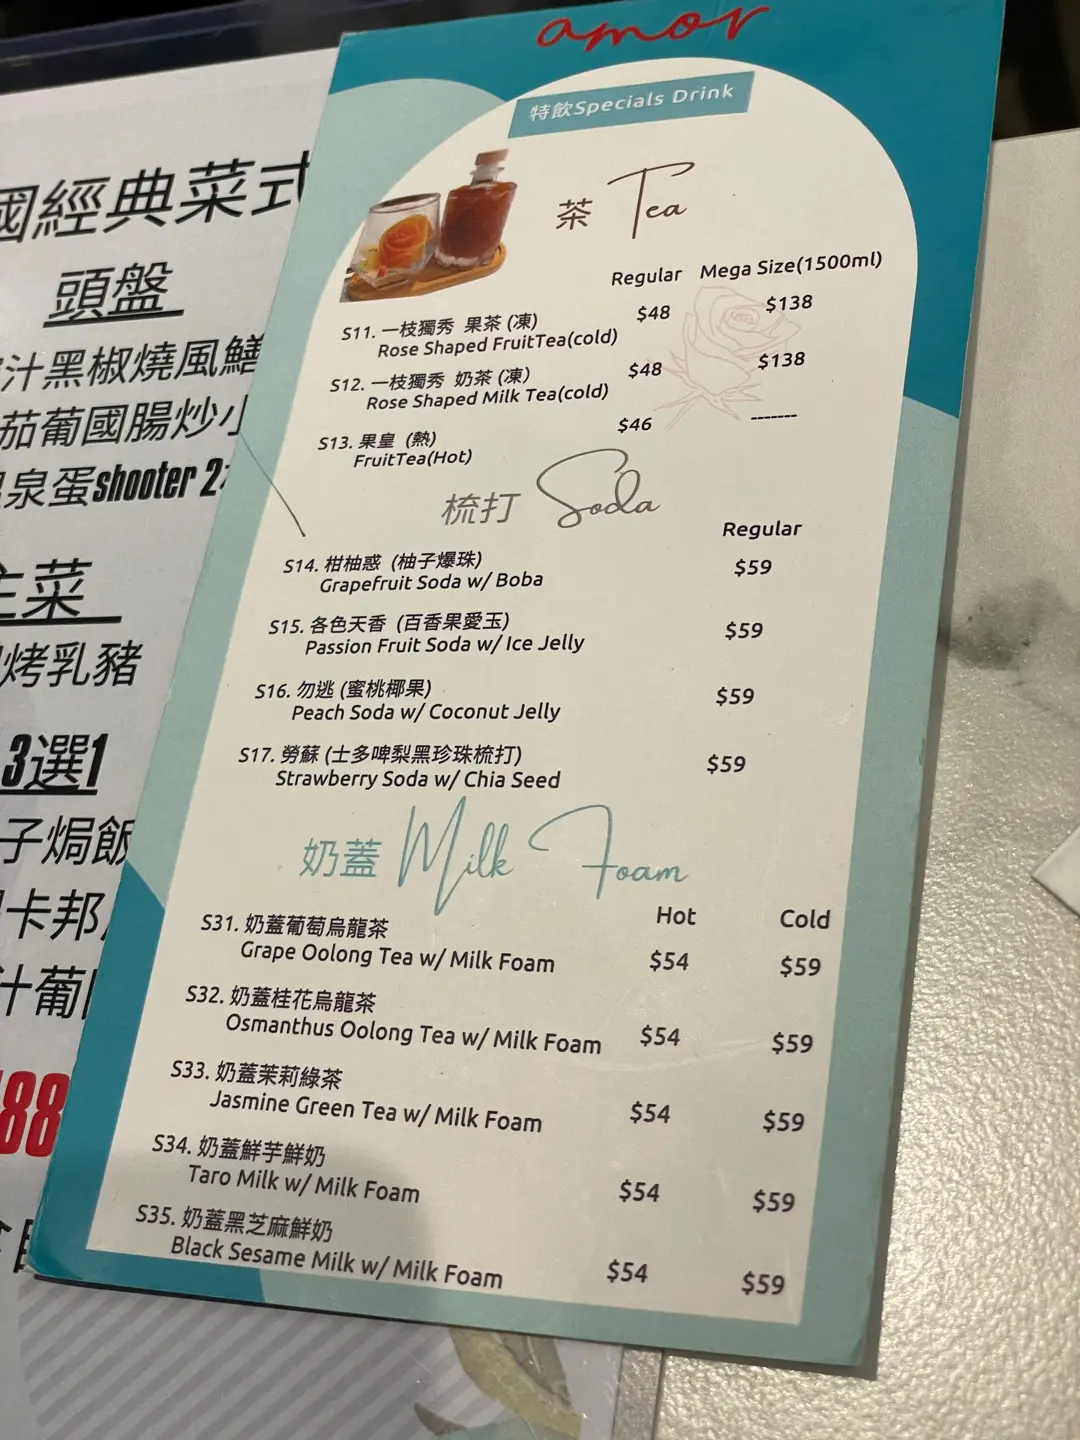 amor
特飲Specials Drink
茶 Tea
Regular Mega Size(1500ml)
S11. 一枝獨秀 果茶 (凍) $48 $138
Rose Shaped FruitTea(cold)
S12. 一枝獨秀 奶茶 (凍) $48 $138
Rose Shaped Milk Tea(cold)
S13. 果皇 (熱) $46 -------
FruitTea(Hot)
梳打 Soda
Regular
S14. 柑柚惑 (柚子爆珠) $59
Grapefruit Soda w/ Boba
S15. 各色天香 (百香果愛玉) $59
Passion Fruit Soda w/ Ice Jelly
S16. 勿逃 (蜜桃椰果) $59
Peach Soda w/ Coconut Jelly
S17. 勞蘇 (士多啤梨黑珍珠梳打) $59
Strawberry Soda w/ Chia Seed
奶蓋 Milk Foam
Hot Cold
S31. 奶蓋葡萄烏龍茶 $54 $59
Grape Oolong Tea w/ Milk Foam
S32. 奶蓋桂花烏龍茶 $54 $59
Osmanthus Oolong Tea w/ Milk Foam
S33. 奶蓋茉莉綠茶 $54 $59
Jasmine Green Tea w/ Milk Foam
S34. 奶蓋鮮芋鮮奶 $54 $59
Taro Milk w/ Milk Foam
S35. 奶蓋黑芝麻鮮奶 $54 $59
Black Sesame Milk w/ Milk Foam
國經典菜式
頭盤
汁黑椒燒風鱔
茄葡國腸炒
泉蛋shooter 2
主菜
烤乳豬
3選1
子焗飯
卡邦
汁葡
88